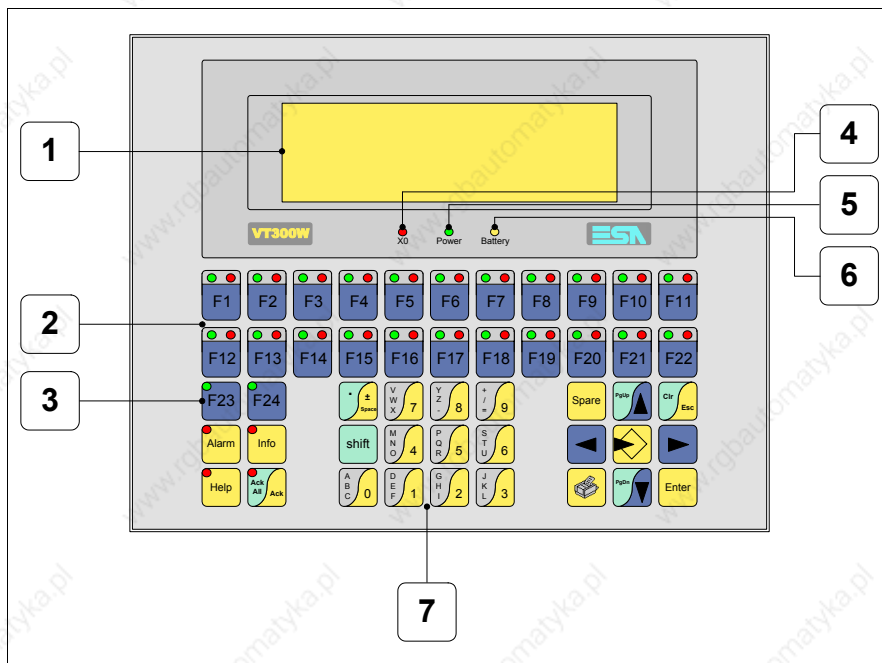 1
4
5
VT300W
X0 Power Battery
ESA
6
F1 F2 F3 F4 F5 F6 F7 F8 F9 F10 F11
2
F12 F13 F14 F15 F16 F17 F18 F19 F20 F21 F22
3
F23 F24 • ± Space V W X 7 Y Z - 8 + / = 9 Spare PgUp Clr Esc
Alarm Info shift M N O 4 P Q R 5 S T U 6
Help Ack All Ack A B C 0 D E F 1 G H I 2 J K L 3 PgDn Enter
7
www.rgbautomatyka.pl